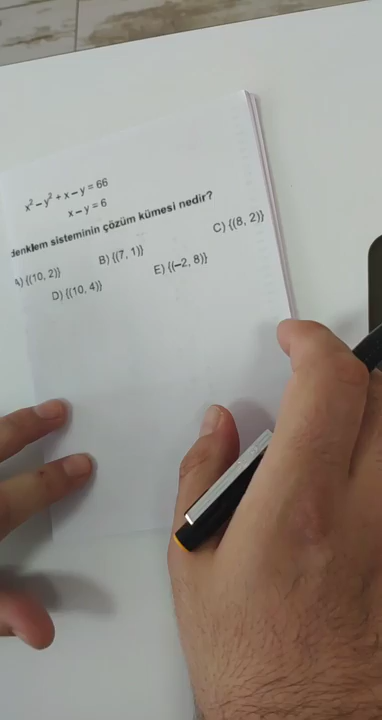 x² – y² + x – y = 66
x – y = 6
denklem sisteminin çözüm kümesi nedir?
A) {(10, 2)} B) {(7, 1)} C) {(8, 2)}
D) {(10, 4)} E) {(–2, 8)}